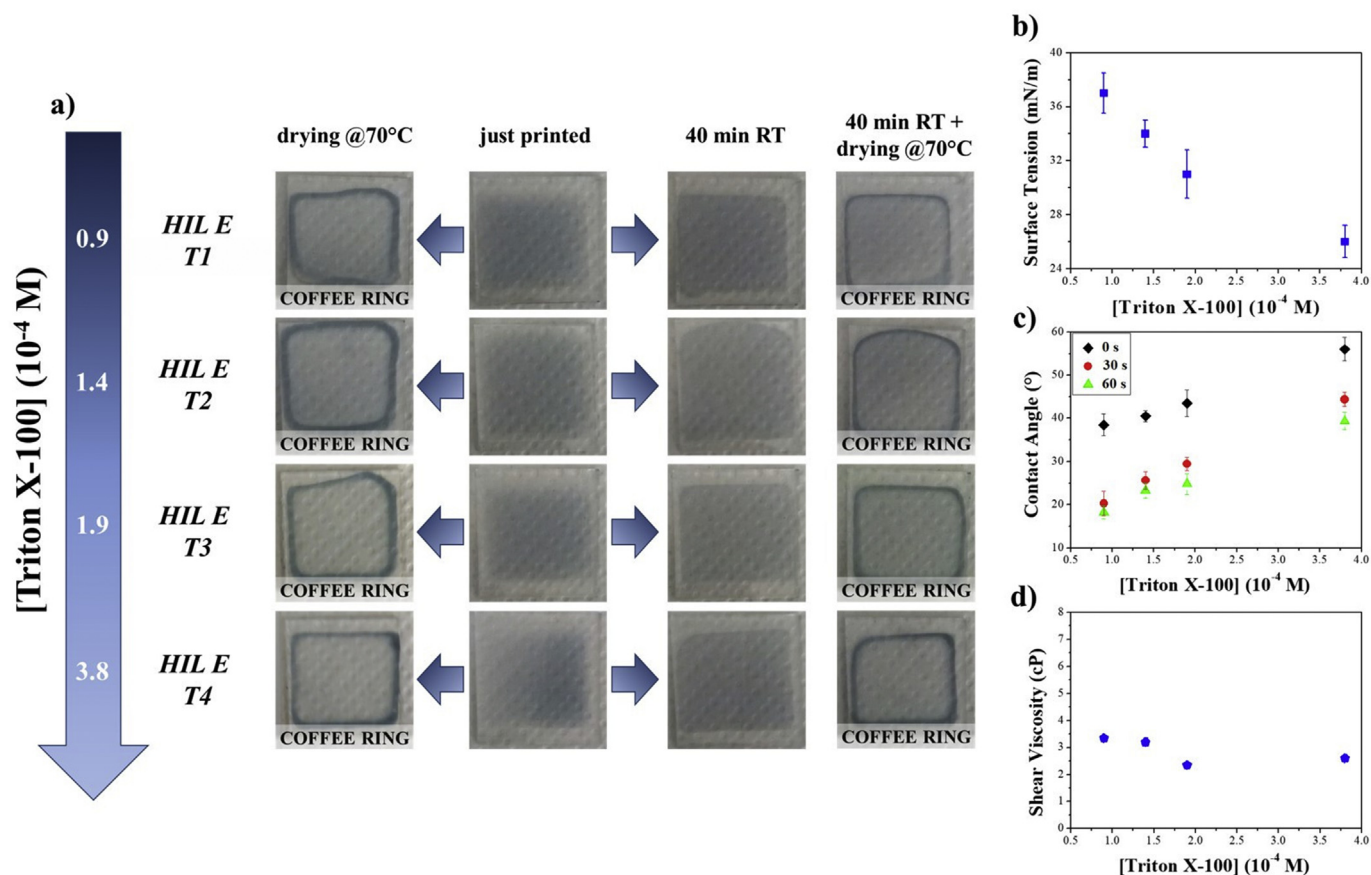 a)
drying @70°C
just printed
40 min RT
40 min RT +
drying @70°C
[Triton X-100] (10⁻⁴ M)
0.9
HIL E
T1
COFFEE RING
COFFEE RING
1.4
HIL E
T2
COFFEE RING
COFFEE RING
1.9
HIL E
T3
COFFEE RING
COFFEE RING
3.8
HIL E
T4
COFFEE RING
COFFEE RING
b)
Surface Tension (mN/m)
40
36
32
28
24
0.5 1.0 1.5 2.0 2.5 3.0 3.5 4.0
[Triton X-100] (10⁻⁴ M)
c)
Contact Angle (°)
60
50
40
30
20
10
0 s
30 s
60 s
0.5 1.0 1.5 2.0 2.5 3.0 3.5 4.0
[Triton X-100] (10⁻⁴ M)
d)
Shear Viscosity (cP)
8
7
6
5
4
3
2
1
0
0.5 1.0 1.5 2.0 2.5 3.0 3.5 4.0
[Triton X-100] (10⁻⁴ M)